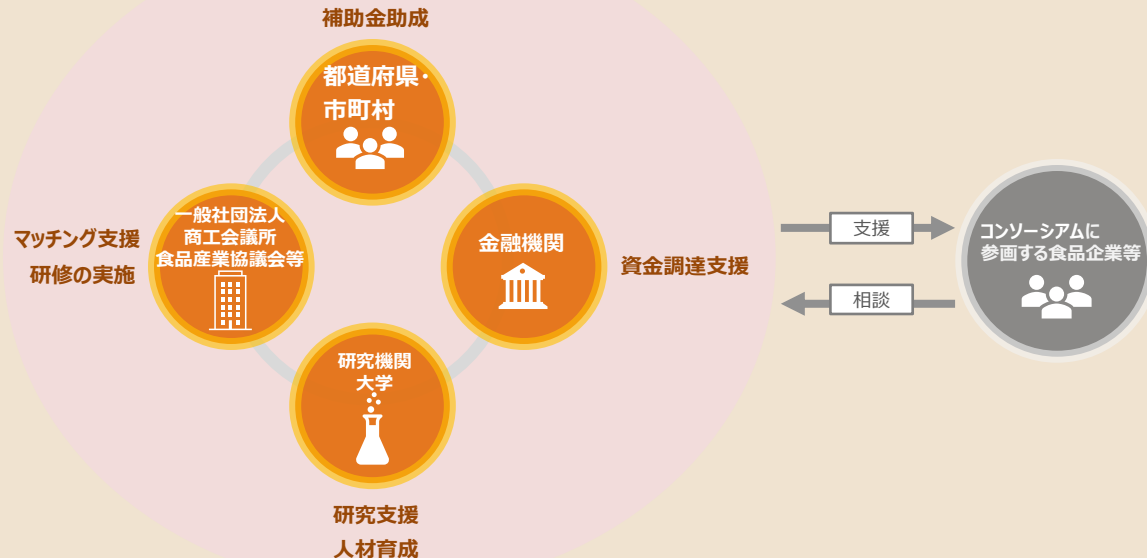 補助金助成
都道府県・
市町村
一般社団法人
商工会議所
食品産業協議会等
マッチング支援
研修の実施
金融機関
資金調達支援
研究機関
大学
研究支援
人材育成
支援
相談
コンソーシアムに
参画する食品企業等